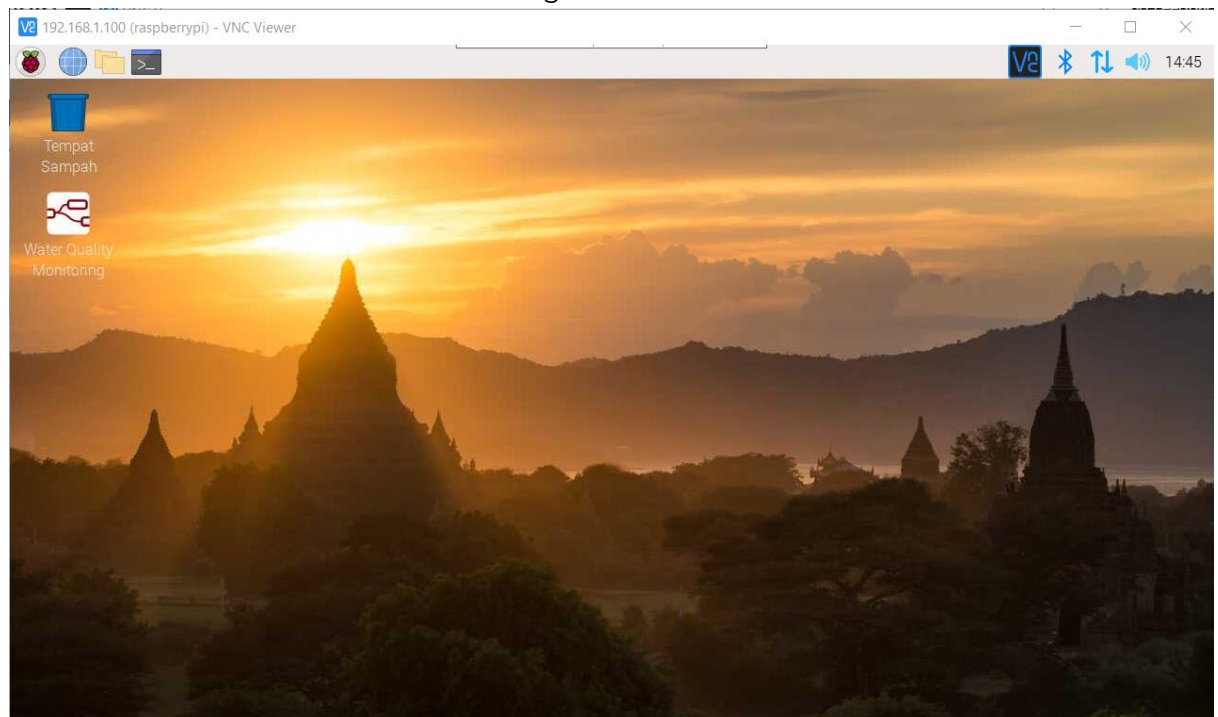 192.168.1.100 (raspberrypi) - VNC Viewer
14:45
Tempat
Sampah
Water Quality
Monitoring